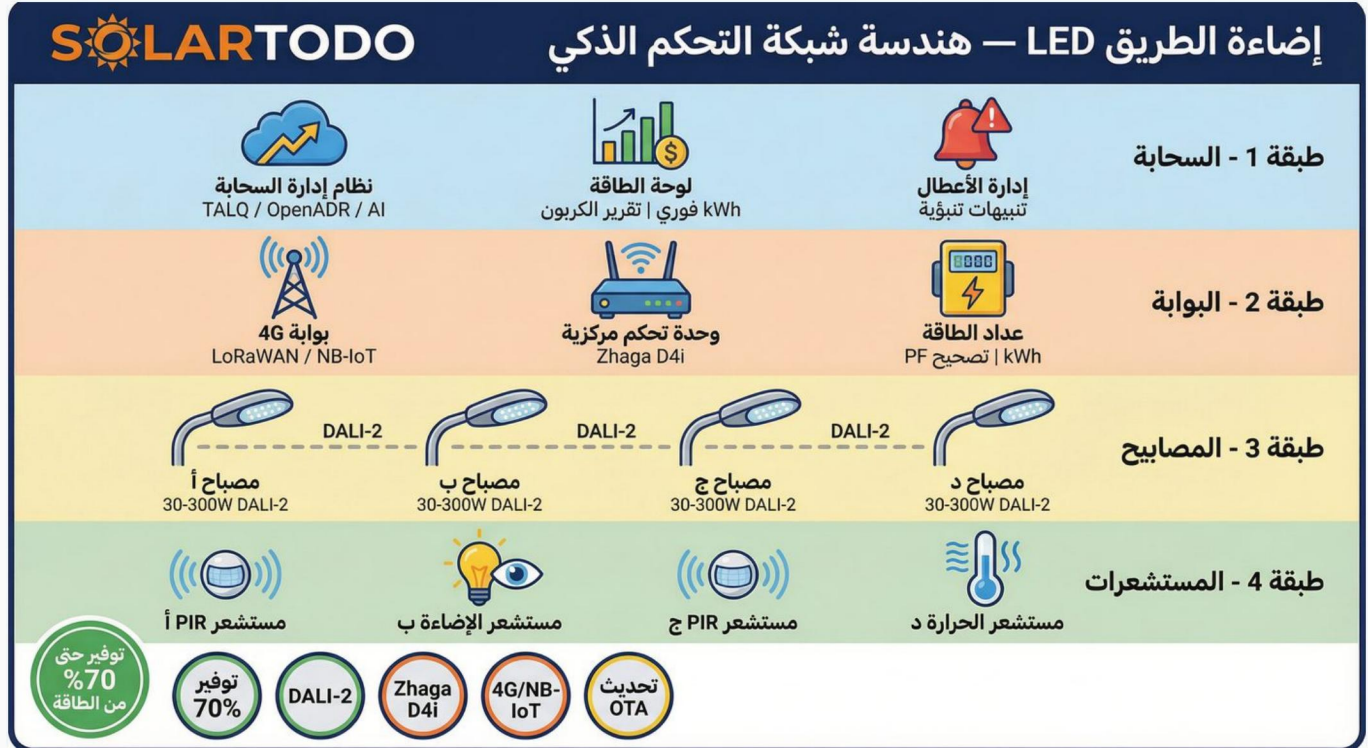 SOLARTODO
إضاءة الطريق LED — هندسة شبكة التحكم الذكي
طبقة 1 - السحابة
إدارة الأعطال
تنبيهات تنبؤية
لوحة الطاقة
kWh فوري | تقرير الكربون
نظام إدارة السحابة
TALQ / OpenADR / AI
طبقة 2 - البوابة
عداد الطاقة
kWh | تصحيح PF
وحدة تحكم مركزية
Zhaga D4i
بوابة 4G
LoRaWAN / NB-IoT
طبقة 3 - المصابيح
DALI-2
DALI-2
DALI-2
مصباح د
30-300W DALI-2
مصباح ج
30-300W DALI-2
مصباح ب
30-300W DALI-2
مصباح أ
30-300W DALI-2
طبقة 4 - المستشعرات
مستشعر الحرارة د
مستشعر PIR ج
مستشعر الإضاءة ب
مستشعر PIR أ
تحديث
OTA
4G/NB-
IoT
Zhaga
D4i
DALI-2
توفير
70%
توفير حتى
%70
من الطاقة
8888
$
!